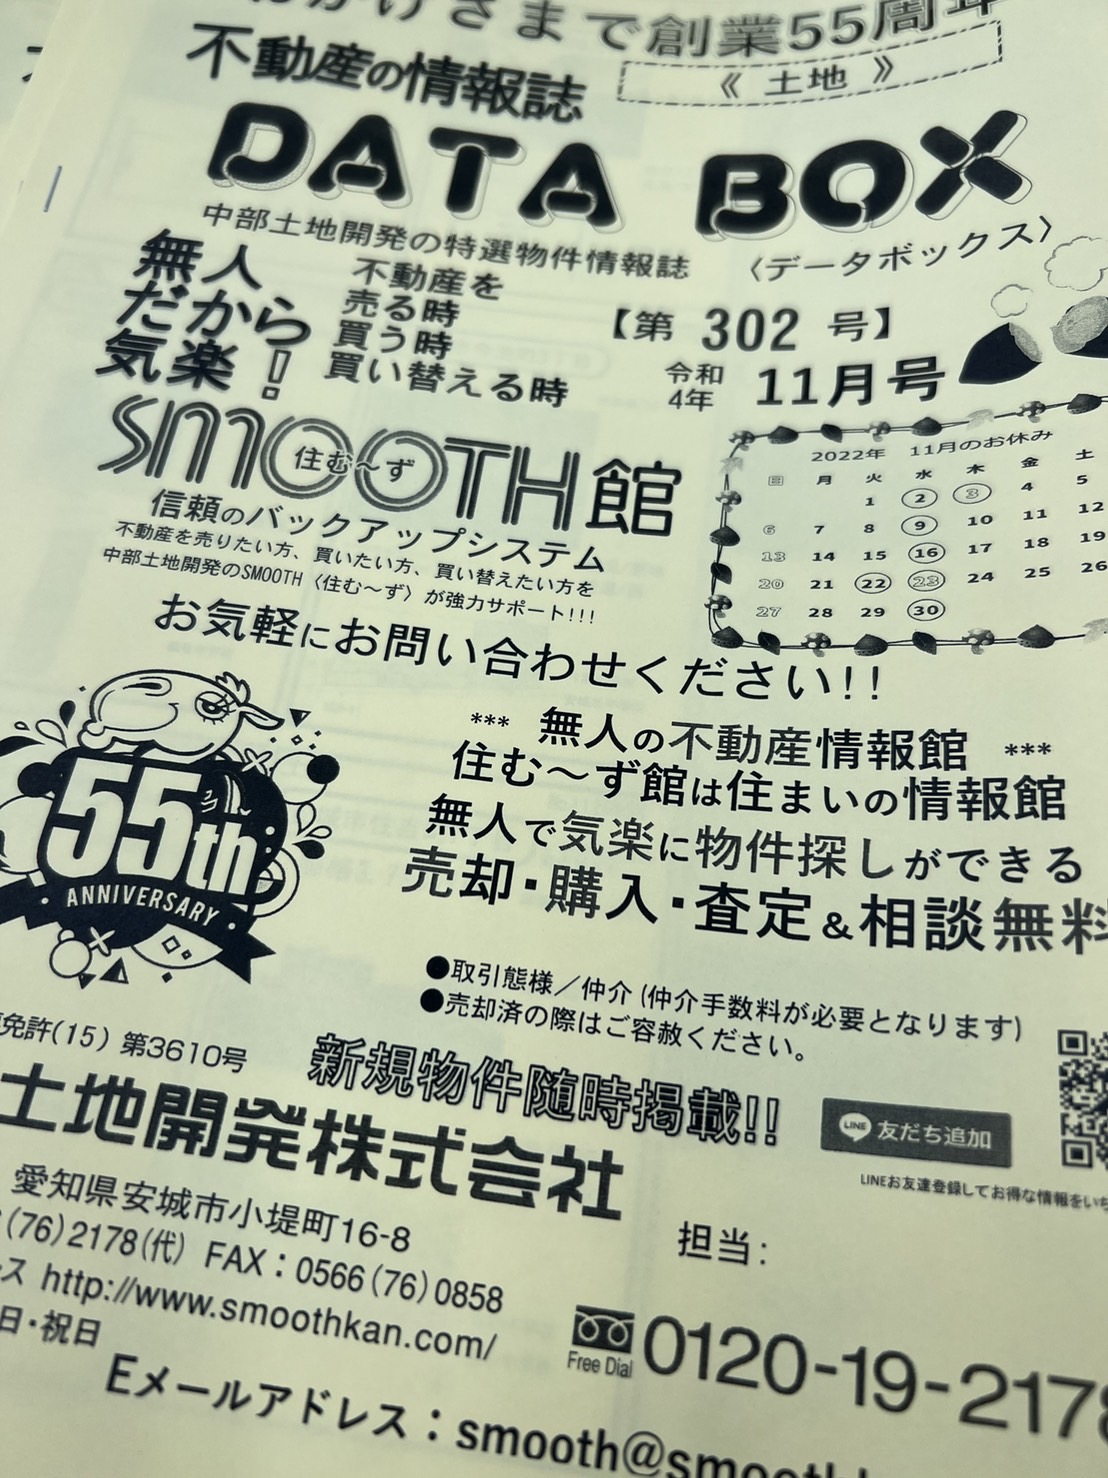 おかげさまで創業55周年
不動産の情報誌
《 土地 》
DATA BOX
中部土地開発の特選物件情報誌
〈データボックス〉
無人
だから
気楽！
不動産を
売る時
買う時
買い替える時
【第 302 号】
令和
4年 11月号
SMOOTH館
住む～ず
信頼のバックアップシステム
不動産を売りたい方、買いたい方、買い替えたい方を
中部土地開発のSMOOTH〈住む～ず〉が強力サポート!!!
2022年 11月のお休み
日 月 火 水 木 金 土
1 2 3 4 5
6 7 8 9 10 11 12
13 14 15 16 17 18 19
20 21 22 23 24 25 26
27 28 29 30
お気軽にお問い合わせください!!
*** 無人の不動産情報館 ***
住む～ず館は住まいの情報館
無人で気楽に物件探しができる
売却・購入・査定&相談無料
55th
ANNIVERSARY
●取引態様／仲介(仲介手数料が必要となります)
●売却済の際はご容赦ください。
免許(15) 第3610号
新規物件随時掲載!!
土地開発株式会社
LINE 友だち追加
LINEお友達登録してお得な情報をいち
愛知県安城市小堤町16-8
(76)2178(代) FAX：0566(76)0858
ス http://www.smoothkan.com/
日・祝日
担当：
Free Dial 0120-19-2178
Eメールアドレス：smooth@smooth